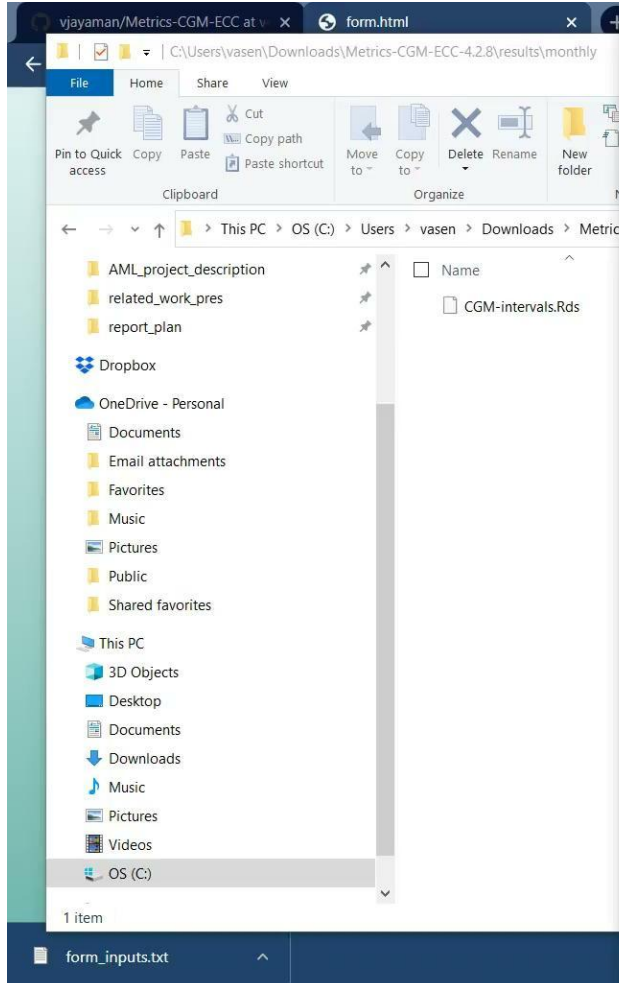 vjayaman/Metrics-CGM-ECC at v form.html
C:\Users\vasen\Downloads\Metrics-CGM-ECC-4.2.8\results\monthly
File Home Share View
Pin to Quick access
Copy
Paste
Cut
Copy path
Paste shortcut
Move to
Copy to
Delete
Rename
New folder
Clipboard
Organize
This PC > OS (C:) > Users > vasen > Downloads > Metric
AML_project_description
related_work_pres
report_plan
Dropbox
OneDrive - Personal
Documents
Email attachments
Favorites
Music
Pictures
Public
Shared favorites
This PC
3D Objects
Desktop
Documents
Downloads
Music
Pictures
Videos
OS (C:)
Name
CGM-intervals.Rds
1 item
form_inputs.txt